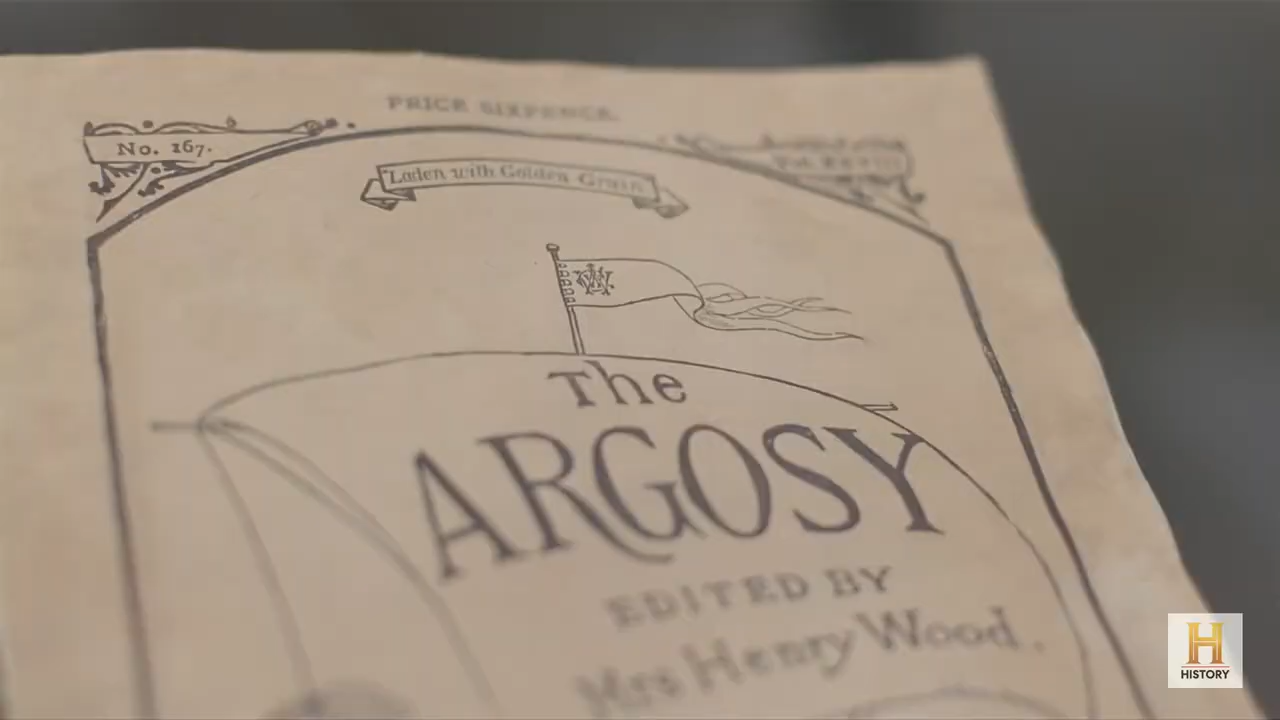 PRICE SIXPENCE.
No. 167.
"Laden with Golden Grain"
The
ARGOSY
EDITED BY
Mrs Henry Wood.
H
HISTORY